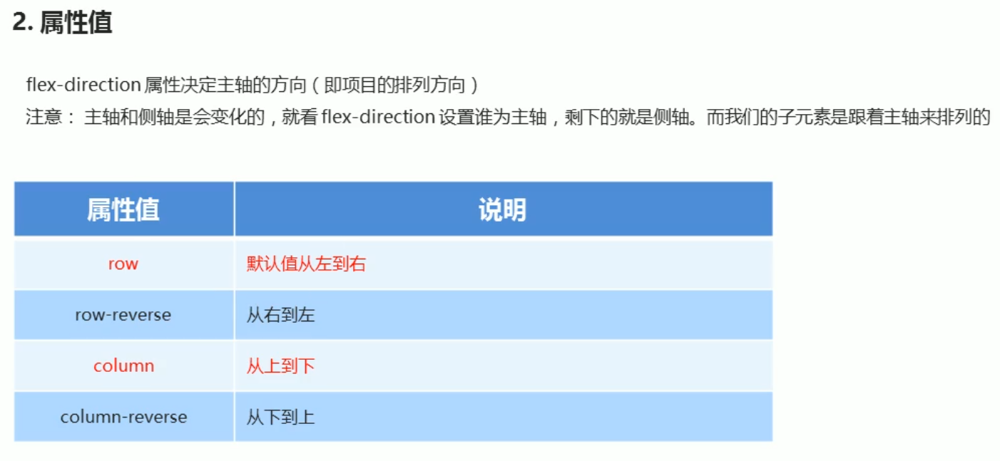 2. 属性值
flex-direction 属性决定主轴的方向（即项目的排列方向）
注意： 主轴和侧轴是会变化的，就看 flex-direction 设置谁为主轴，剩下的就是侧轴。而我们的子元素是跟着主轴来排列的
属性值 说明
row 默认值从左到右
row-reverse 从右到左
column 从上到下
column-reverse 从下到上